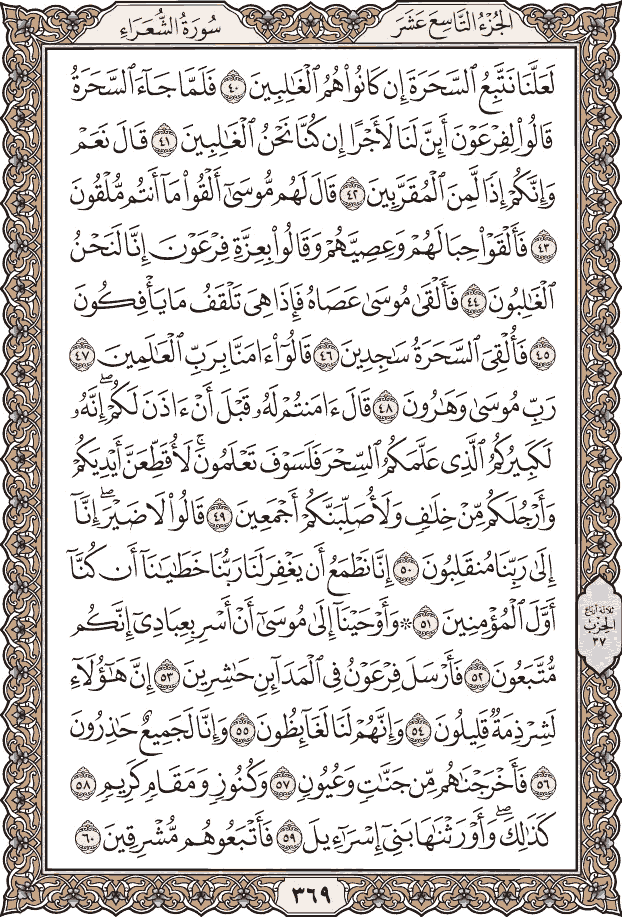 الجُزْءُ التَّاسِعَ عَشَرَ
سُورَةُ الشُّعَرَاءِ
لَعَلَّنَا نَتَّبِعُ ٱلسَّحَرَةَ إِن كَانُوا۟ هُمُ ٱلْغَـٰلِبِينَ ٤٠ فَلَمَّا جَآءَ ٱلسَّحَرَةُ
قَالُوا۟ لِفِرْعَوْنَ أَئِنَّ لَنَا لَأَجْرًا إِن كُنَّا نَحْنُ ٱلْغَـٰلِبِينَ ٤١ قَالَ نَعَمْ
وَإِنَّكُمْ إِذًا لَّمِنَ ٱلْمُقَرَّبِينَ ٤٢ قَالَ لَهُم مُّوسَىٰٓ أَلْقُوا۟ مَآ أَنتُم مُّلْقُونَ
٤٣ فَأَلْقَوْا۟ حِبَالَهُمْ وَعِصِيَّهُمْ وَقَالُوا۟ بِعِزَّةِ فِرْعَوْنَ إِنَّا لَنَحْنُ
ٱلْغَـٰلِبُونَ ٤٤ فَأَلْقَىٰ مُوسَىٰ عَصَاهُ فَإِذَا هِىَ تَلْقَفُ مَا يَأْفِكُونَ
٤٥ فَأُلْقِىَ ٱلسَّحَرَةُ سَـٰجِدِينَ ٤٦ قَالُوٓا۟ ءَامَنَّا بِرَبِّ ٱلْعَـٰلَمِينَ ٤٧
رَبِّ مُوسَىٰ وَهَـٰرُونَ ٤٨ قَالَ ءَامَنتُمْ لَهُۥ قَبْلَ أَنْ ءَاذَنَ لَكُمْ ۖ إِنَّهُۥ
لَكَبِيرُكُمُ ٱلَّذِى عَلَّمَكُمُ ٱلسِّحْرَ فَلَسَوْفَ تَعْلَمُونَ ۚ لَأُقَطِّعَنَّ أَيْدِيَكُمْ
وَأَرْجُلَكُم مِّنْ خِلَـٰفٍ وَلَأُصَلِّبَنَّكُمْ أَجْمَعِينَ ٤٩ قَالُوا۟ لَا ضَيْرَ ۖ إِنَّآ
إِلَىٰ رَبِّنَا مُنقَلِبُونَ ٥٠ إِنَّا نَطْمَعُ أَن يَغْفِرَ لَنَا رَبُّنَا خَطَـٰيَـٰنَآ أَن كُنَّآ
أَوَّلَ ٱلْمُؤْمِنِينَ ٥١ ۞ وَأَوْحَيْنَآ إِلَىٰ مُوسَىٰٓ أَنْ أَسْرِ بِعِبَادِىٓ إِنَّكُم
مُّتَّبَعُونَ ٥٢ فَأَرْسَلَ فِرْعَوْنُ فِى ٱلْمَدَآئِنِ حَـٰشِرِينَ ٥٣ إِنَّ هَـٰٓؤُلَآءِ
لَشِرْذِمَةٌ قَلِيلُونَ ٥٤ وَإِنَّهُمْ لَنَا لَغَآئِظُونَ ٥٥ وَإِنَّا لَجَمِيعٌ حَـٰذِرُونَ
٥٦ فَأَخْرَجْنَـٰهُم مِّن جَنَّـٰتٍ وَعُيُونٍ ٥٧ وَكُنُوزٍ وَمَقَامٍ كَرِيمٍ ٥٨
كَذَٰلِكَ ۖ وَأَوْرَثْنَـٰهَا بَنِىٓ إِسْرَٰٓءِيلَ ٥٩ فَأَتْبَعُوهُم مُّشْرِقِينَ ٦٠
ثلاثة أرباع
الحزب
٣٧
٣٦٩